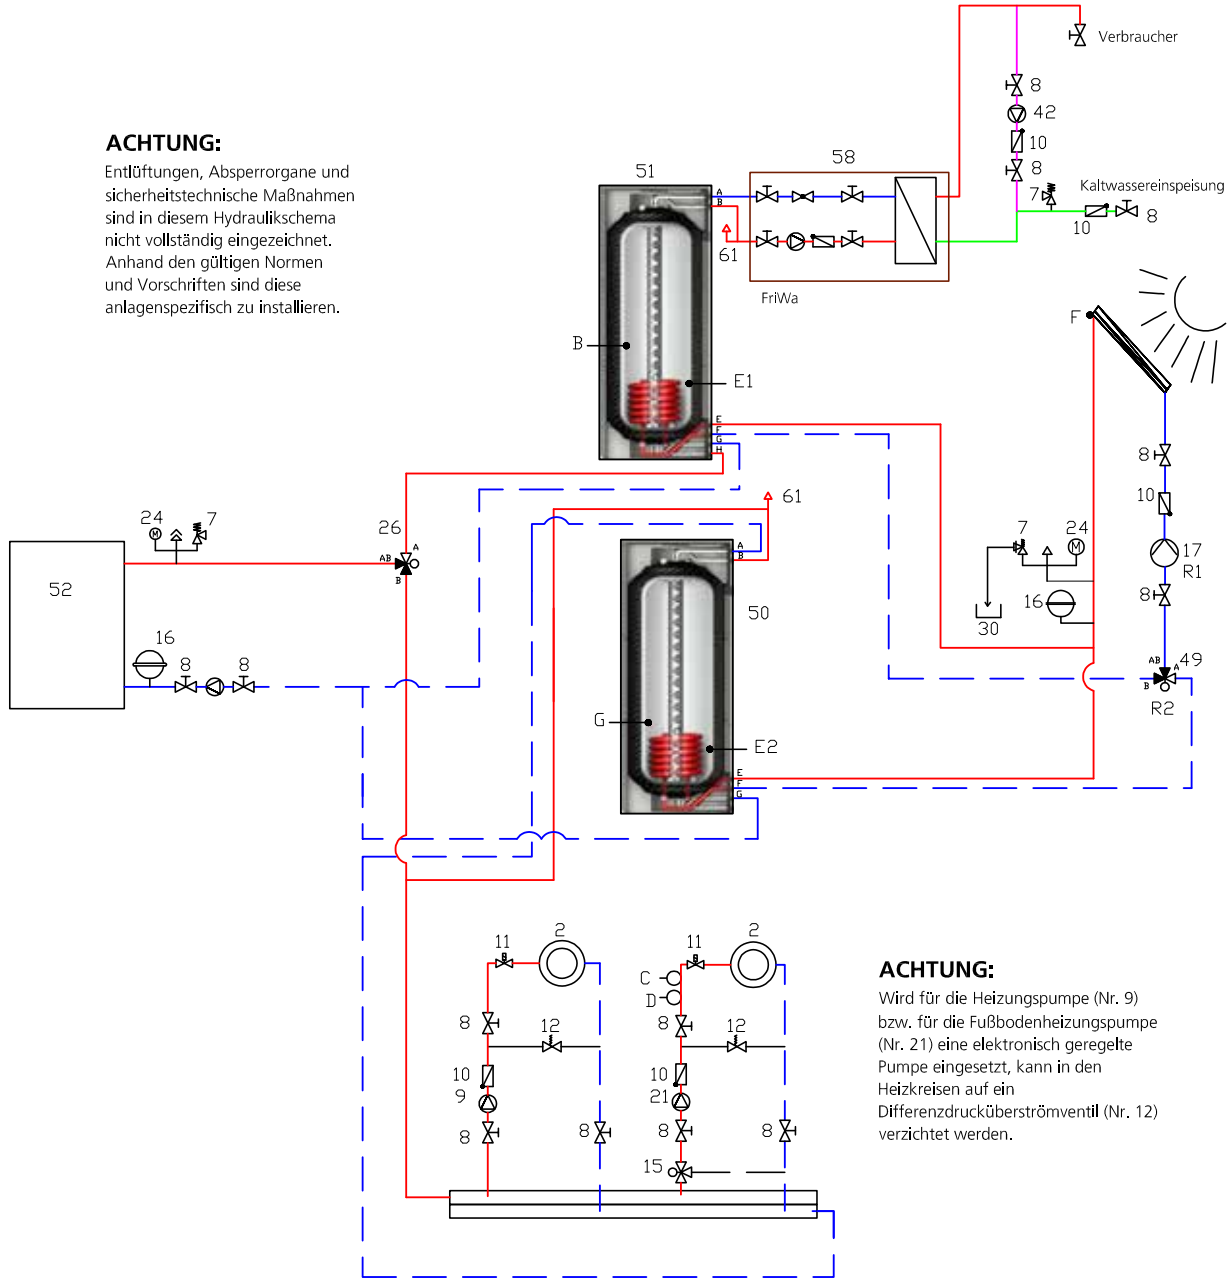 Verbraucher
8
42
10
8
ACHTUNG:
Entlüftungen, Absperrorgane und
sicherheitstechnische Maßnahmen
sind in diesem Hydraulikschema
nicht vollständig eingezeichnet.
Anhand den gültigen Normen
und Vorschriften sind diese
anlagenspezifisch zu installieren.
51
58
A
B
61
FriWa
7
Kaltwassereinspeisung
10
8
B
E1
E
F
G
H
F
8
10
17
R1
8
7
24
M
16
30
AB
49
A
B
R2
24
M
7
26
A
AB
B
52
16
8
8
61
A
B
50
G
E2
E
F
G
11
2
8
12
10
9
8
8
11
2
C
D
8
12
10
21
8
8
15
ACHTUNG:
Wird für die Heizungspumpe (Nr. 9)
bzw. für die Fußbodenheizungspumpe
(Nr. 21) eine elektronisch geregelte
Pumpe eingesetzt, kann in den
Heizkreisen auf ein
Differenzdrucküberströmventil (Nr. 12)
verzichtet werden.